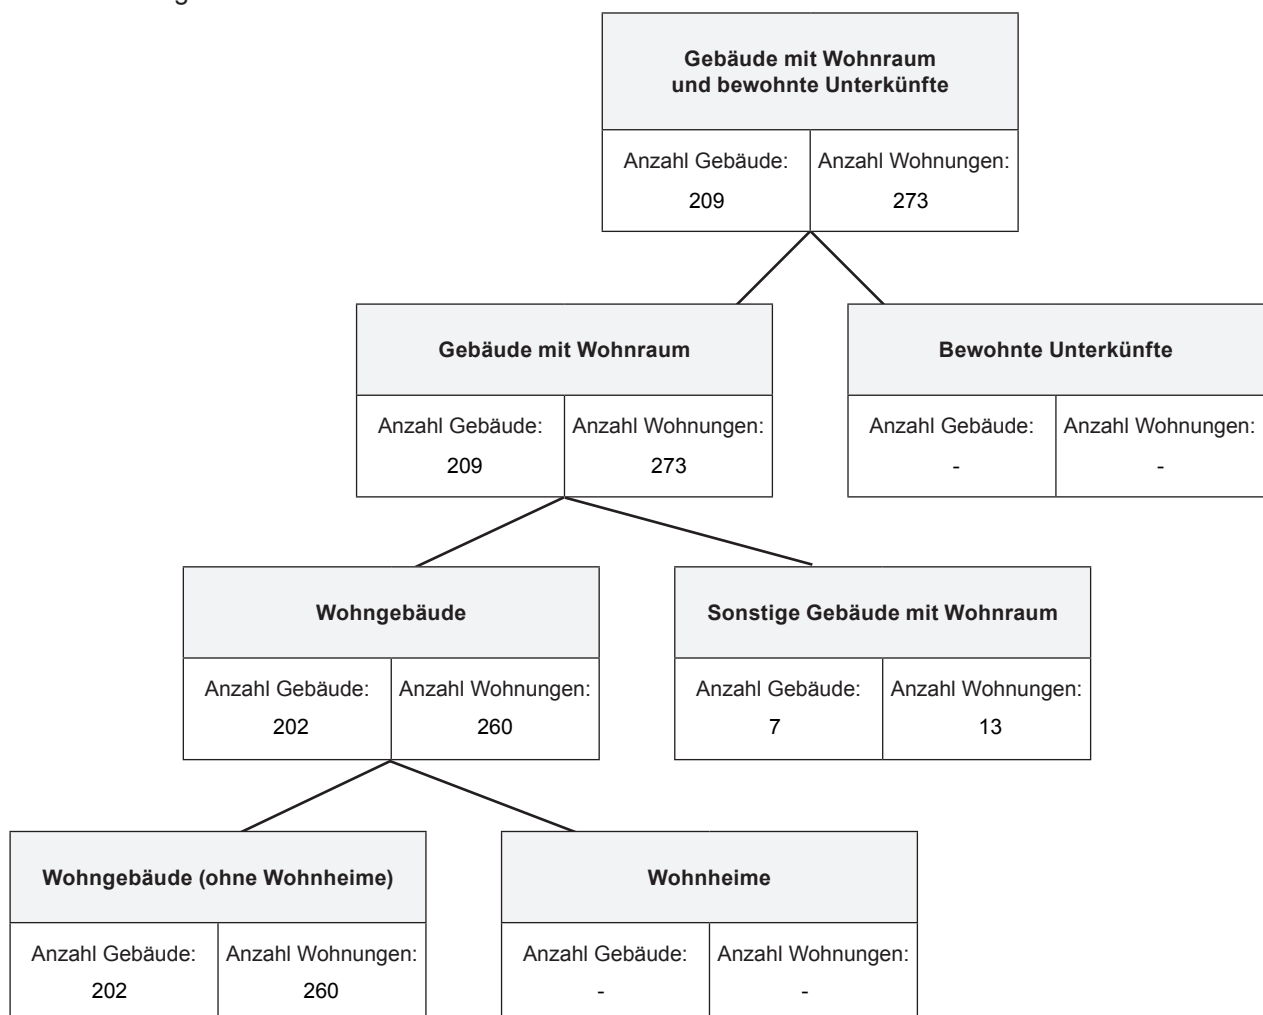 Gebäude mit Wohnraum
und bewohnte Unterkünfte
Anzahl Gebäude: Anzahl Wohnungen:
209 273
Gebäude mit Wohnraum Bewohnte Unterkünfte
Anzahl Gebäude: Anzahl Wohnungen: Anzahl Gebäude: Anzahl Wohnungen:
209 273 - -
Wohngebäude Sonstige Gebäude mit Wohnraum
Anzahl Gebäude: Anzahl Wohnungen: Anzahl Gebäude: Anzahl Wohnungen:
202 260 7 13
Wohngebäude (ohne Wohnheime) Wohnheime
Anzahl Gebäude: Anzahl Wohnungen: Anzahl Gebäude: Anzahl Wohnungen:
202 260 - -